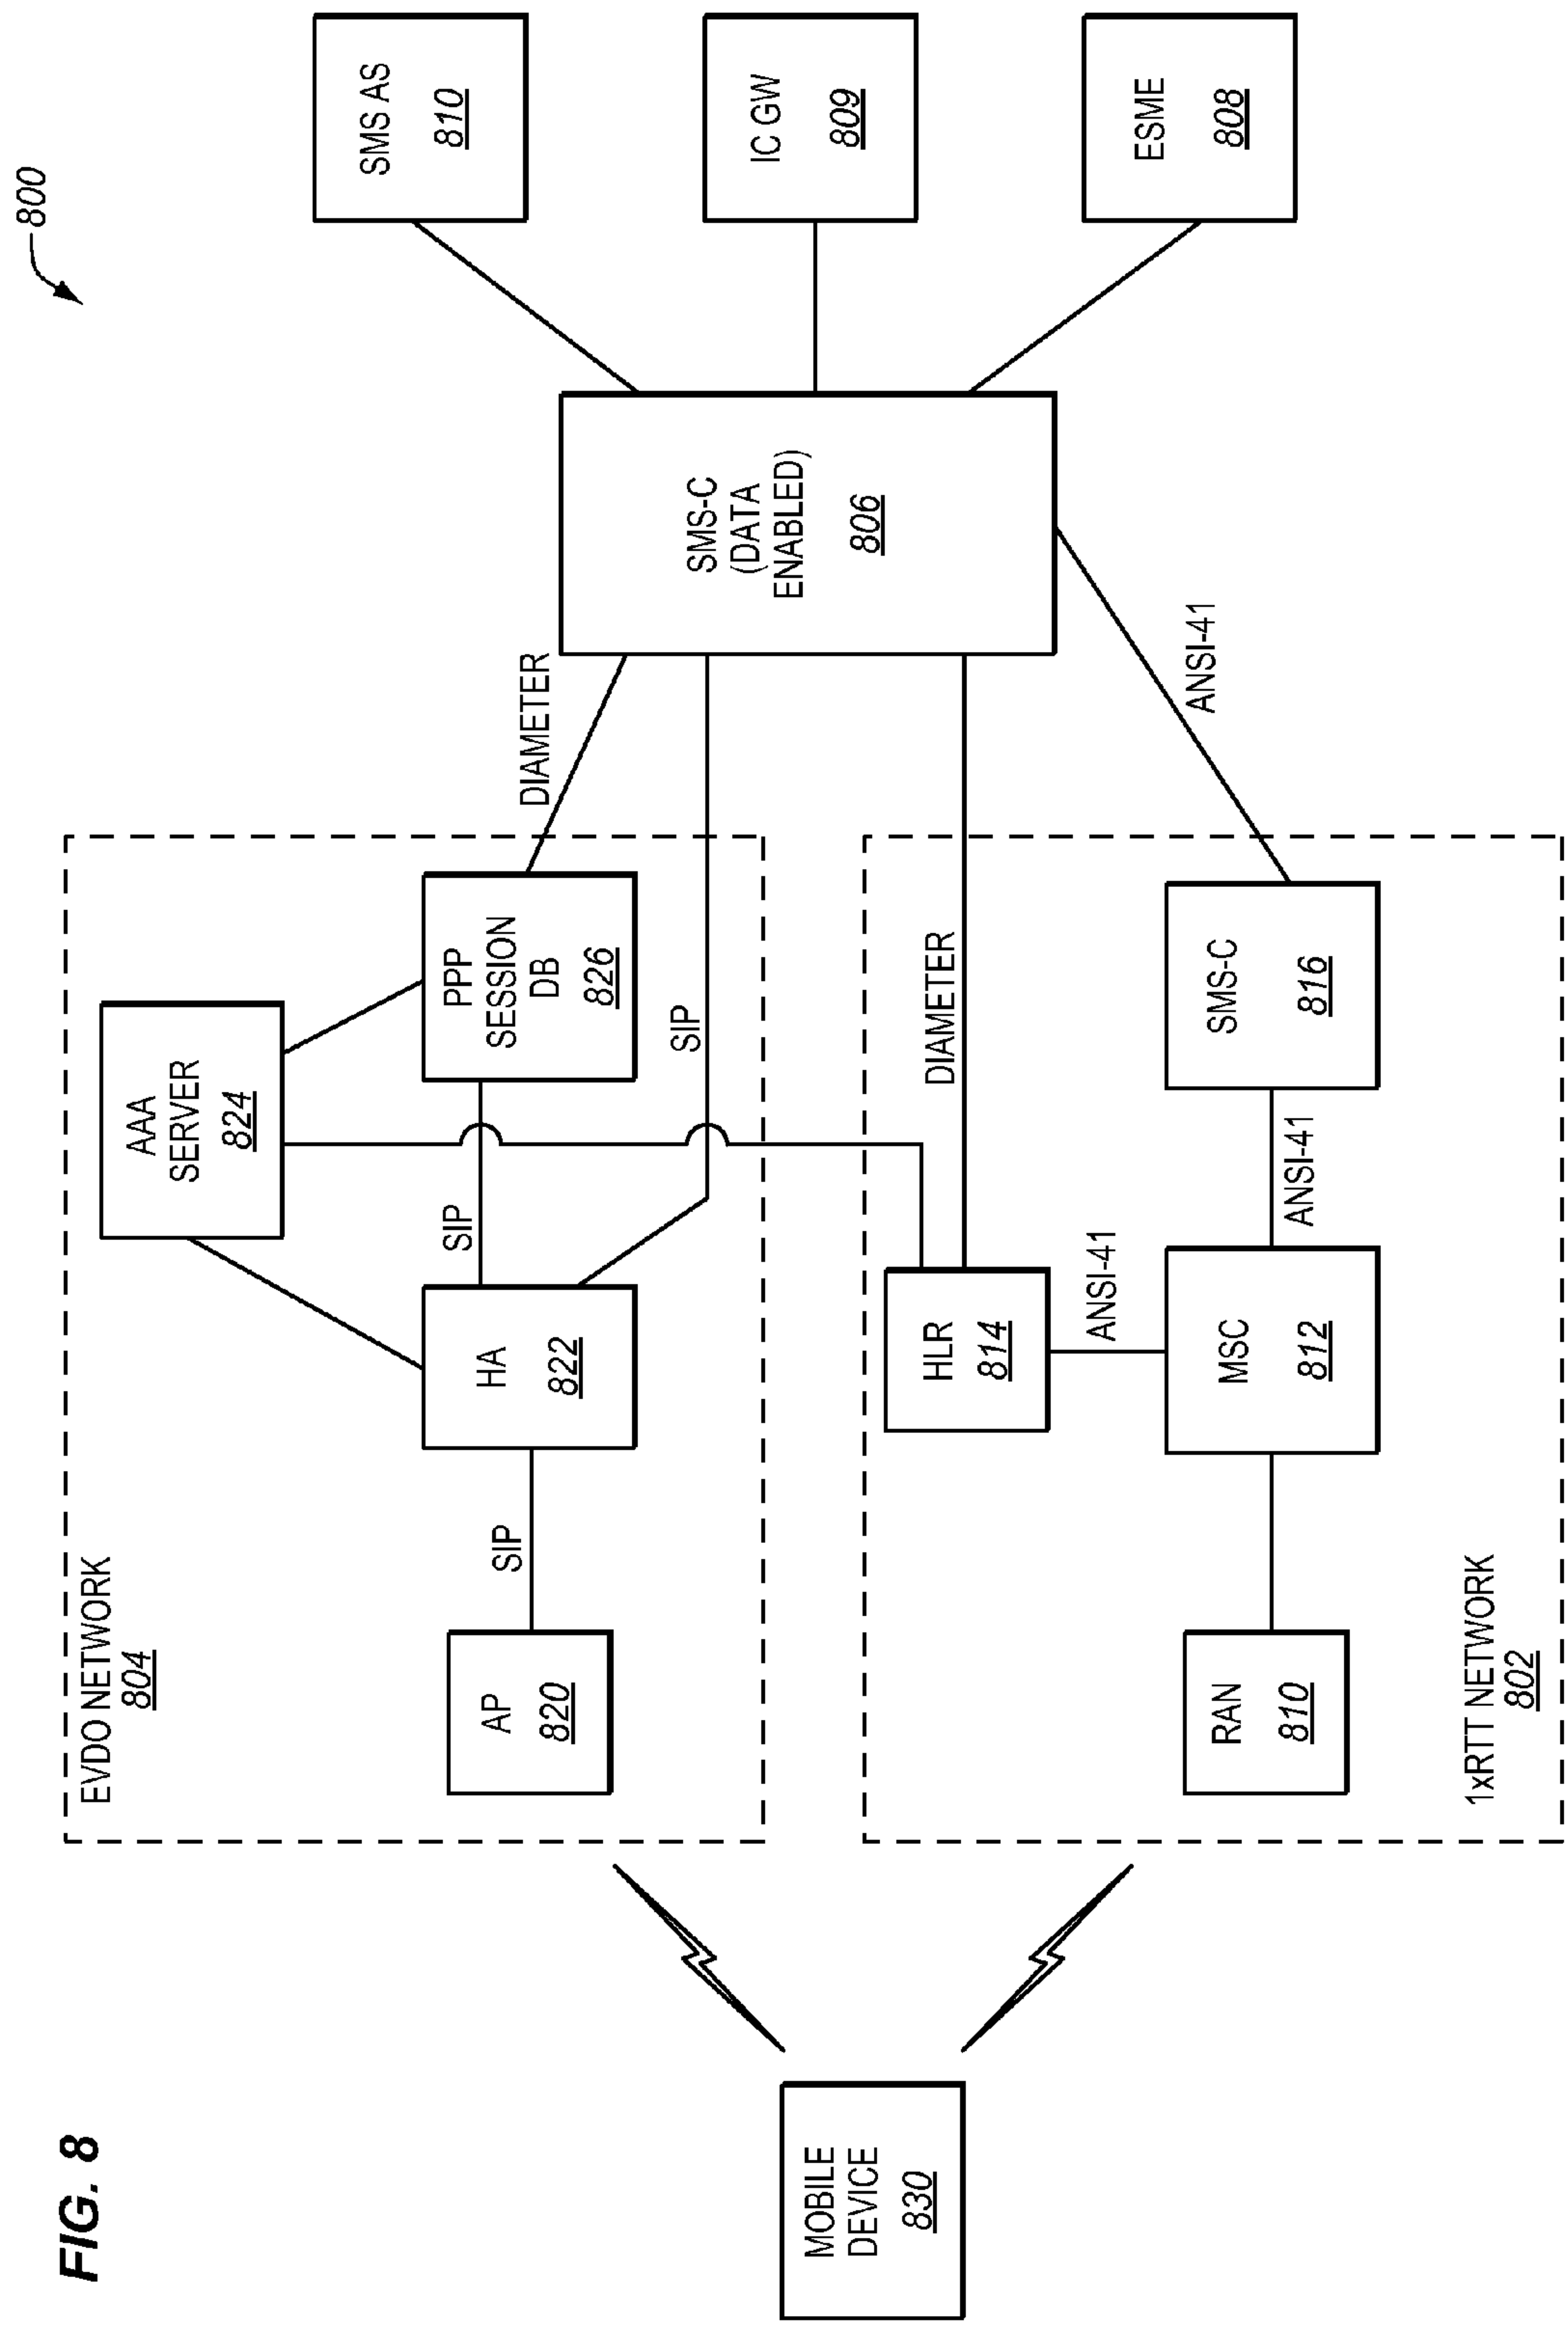 FIG. 8
800
MOBILE
DEVICE
830
EVDO NETWORK
804
AP
820
SIP
HA
822
SIP
AAA
SERVER
824
PPP
SESSION
DB
826
SIP
DIAMETER
1xRTT NETWORK
802
RAN
810
MSC
812
ANSI-41
HLR
814
DIAMETER
ANSI-41
SMS-C
816
ANSI-41
SMS-C
(DATA
ENABLED)
806
SMS AS
810
IC GW
809
ESME
808